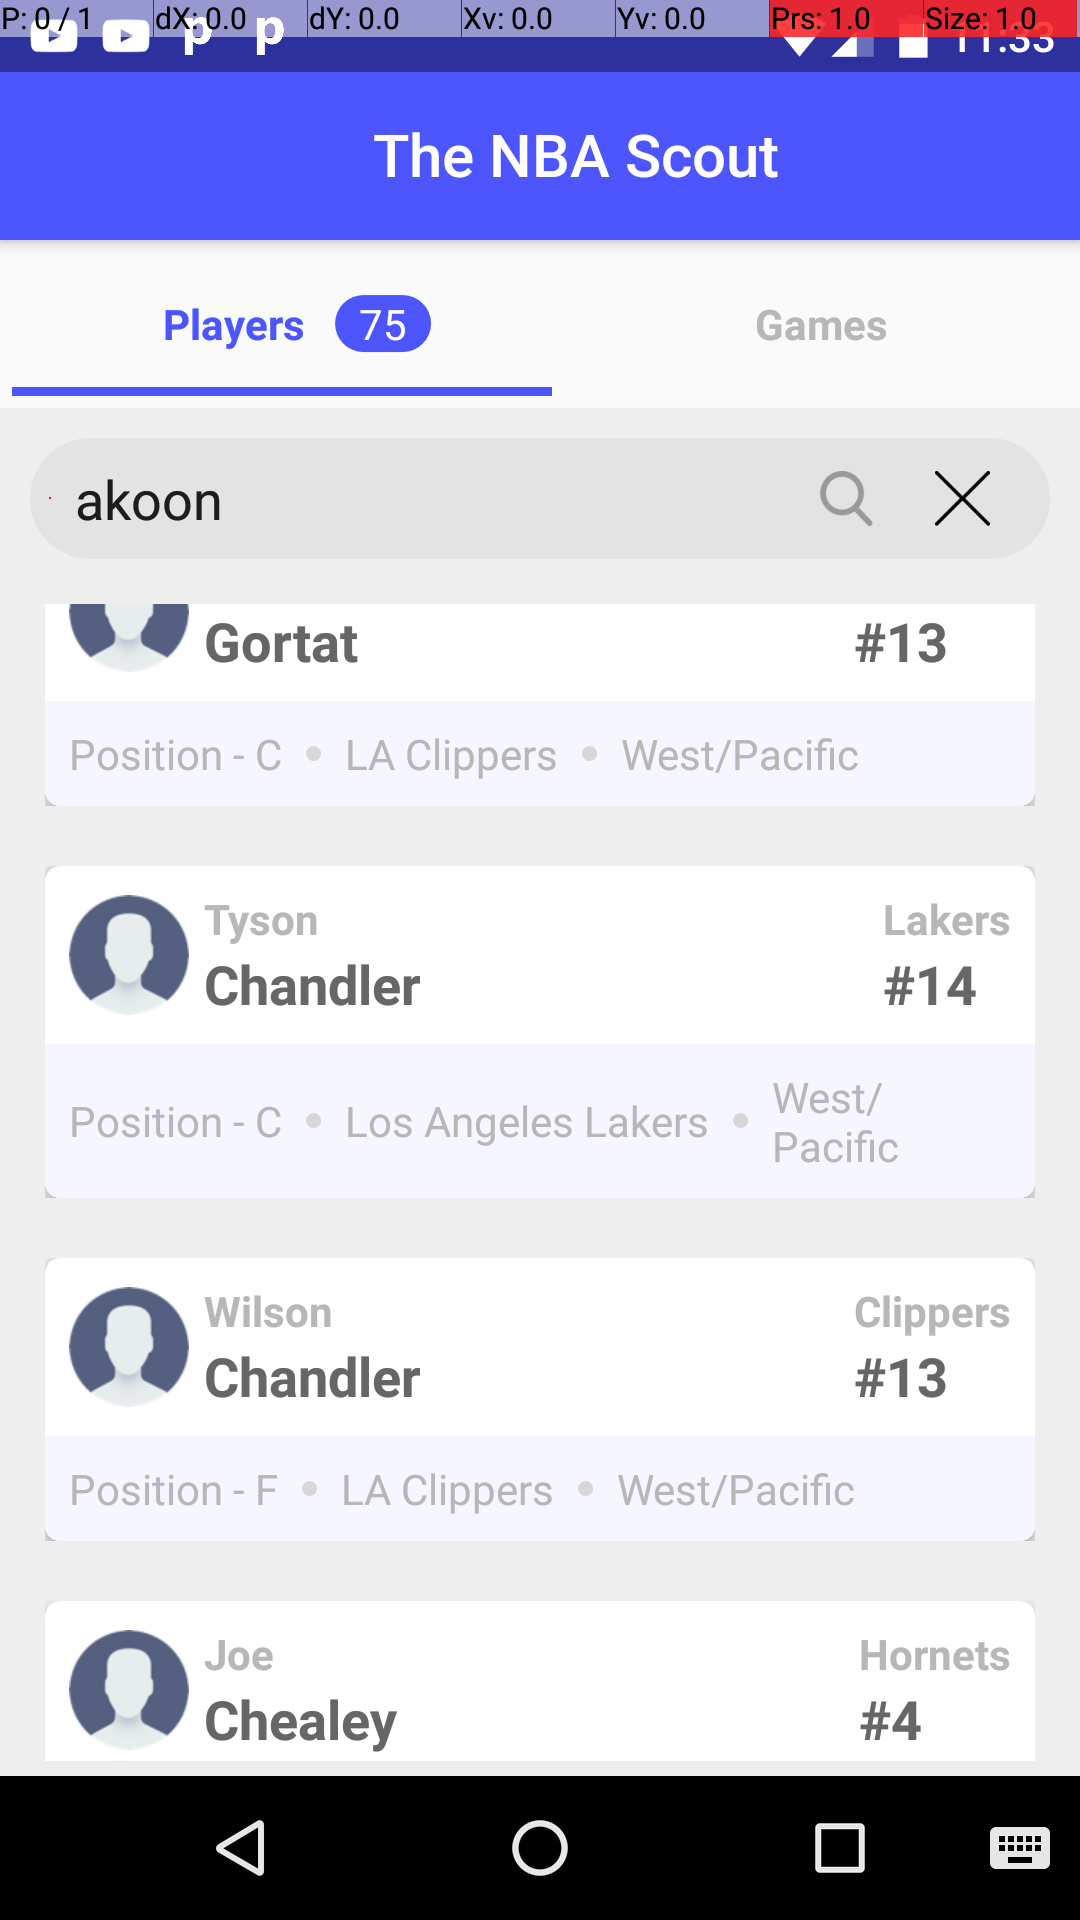 P: 0 / 1 dX: 0.0 dY: 0.0 Xv: 0.0 Yv: 0.0 Prs: 1.0 Size: 1.0
11:33
The NBA Scout
Players 75 Games
akoon
Gortat #13
Position - C LA Clippers West/Pacific
Tyson Lakers
Chandler #14
Position - C Los Angeles Lakers West/
Pacific
Wilson Clippers
Chandler #13
Position - F LA Clippers West/Pacific
Joe Hornets
Chealey #4